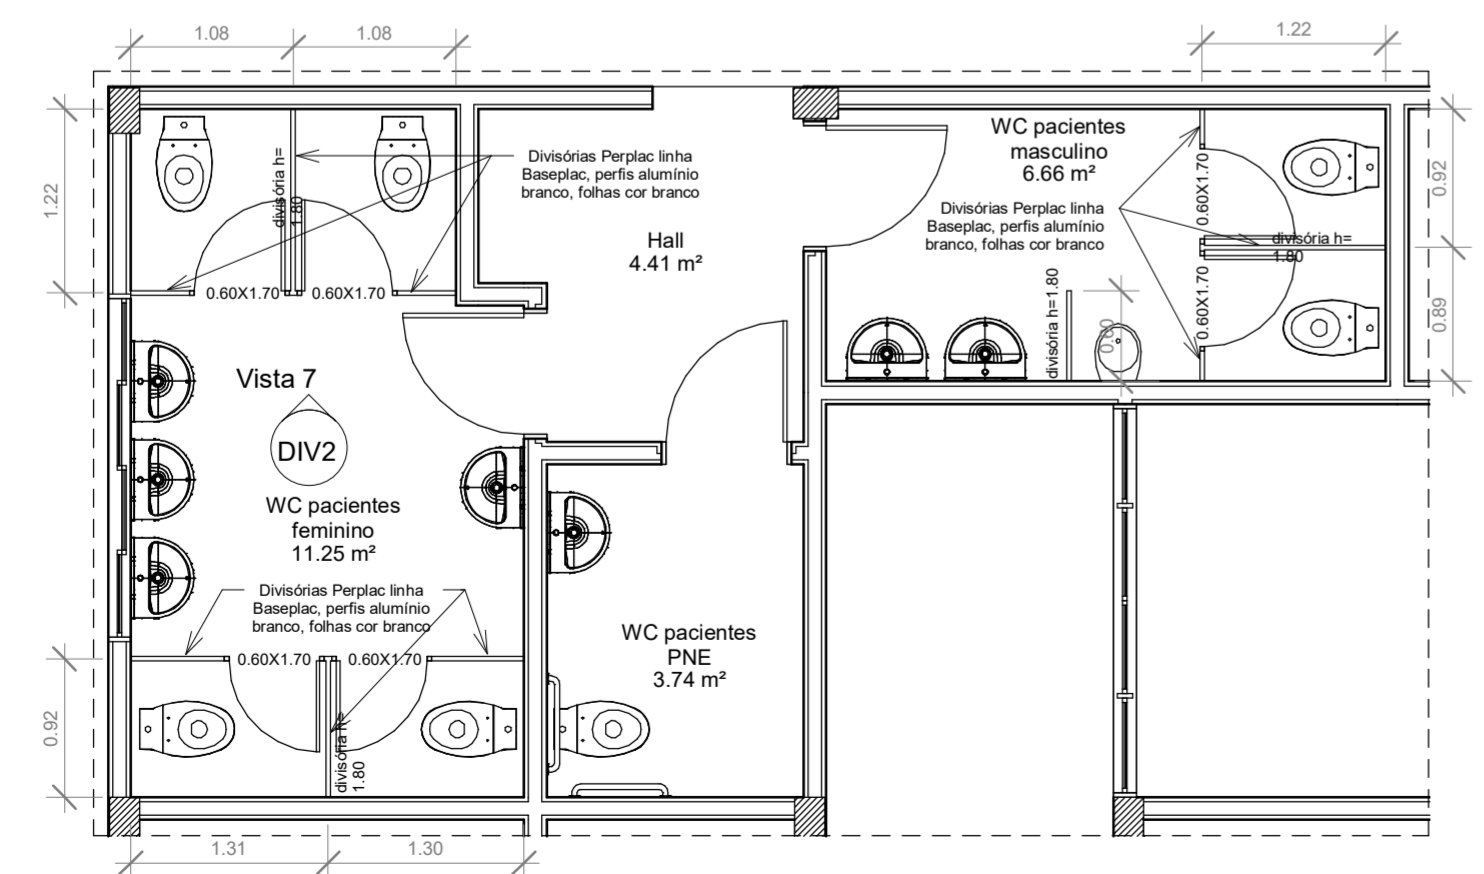 1.08
1.08
1.22
WC pacientes
masculino
6.66 m²
Divisórias Perplac linha
Baseplac, perfis alumínio
branco, folhas cor branco
divisória h=
1.80
1.22
0.60X1.70
0.60X1.70
Hall
4.41 m²
Divisórias Perplac linha
Baseplac, perfis alumínio
branco, folhas cor branco
0.60X1.70
divisória h=
1.80
0.92
0.60X1.70
divisória h=1.80
0.60
0.89
Vista 7
DIV2
WC pacientes
feminino
11.25 m²
Divisórias Perplac linha
Baseplac, perfis alumínio
branco, folhas cor branco
0.60X1.70
0.60X1.70
WC pacientes
PNE
3.74 m²
0.92
divisória h=
1.80
1.31
1.30